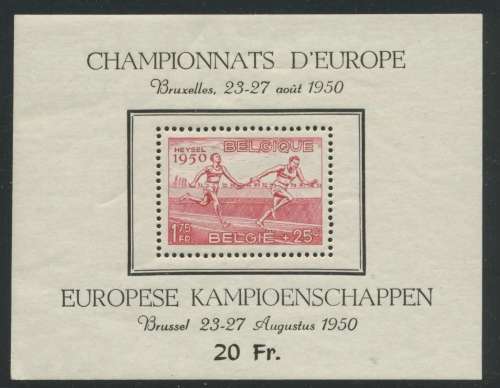 CHAMPIONNATS D'EUROPE
Bruxelles, 23-27 août 1950
HEYSEL BELGIQUE
1950
1.75 FR BELGIË +25c
EUROPESE KAMPIOENSCHAPPEN
Brussel 23-27 Augustus 1950
20 Fr.